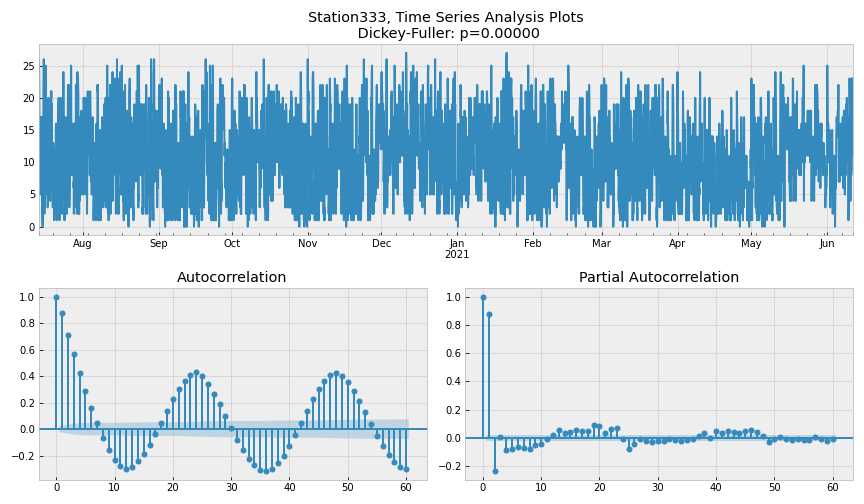 Station333, Time Series Analysis Plots
Dickey-Fuller: p=0.00000
25
20
15
10
5
0
Aug Sep Oct Nov Dec Jan Feb Mar Apr May Jun
2021
Autocorrelation Partial Autocorrelation
1.0 1.0
0.8 0.8
0.6 0.6
0.4 0.4
0.2 0.2
0.0 0.0
−0.2 −0.2
0 10 20 30 40 50 60 0 10 20 30 40 50 60